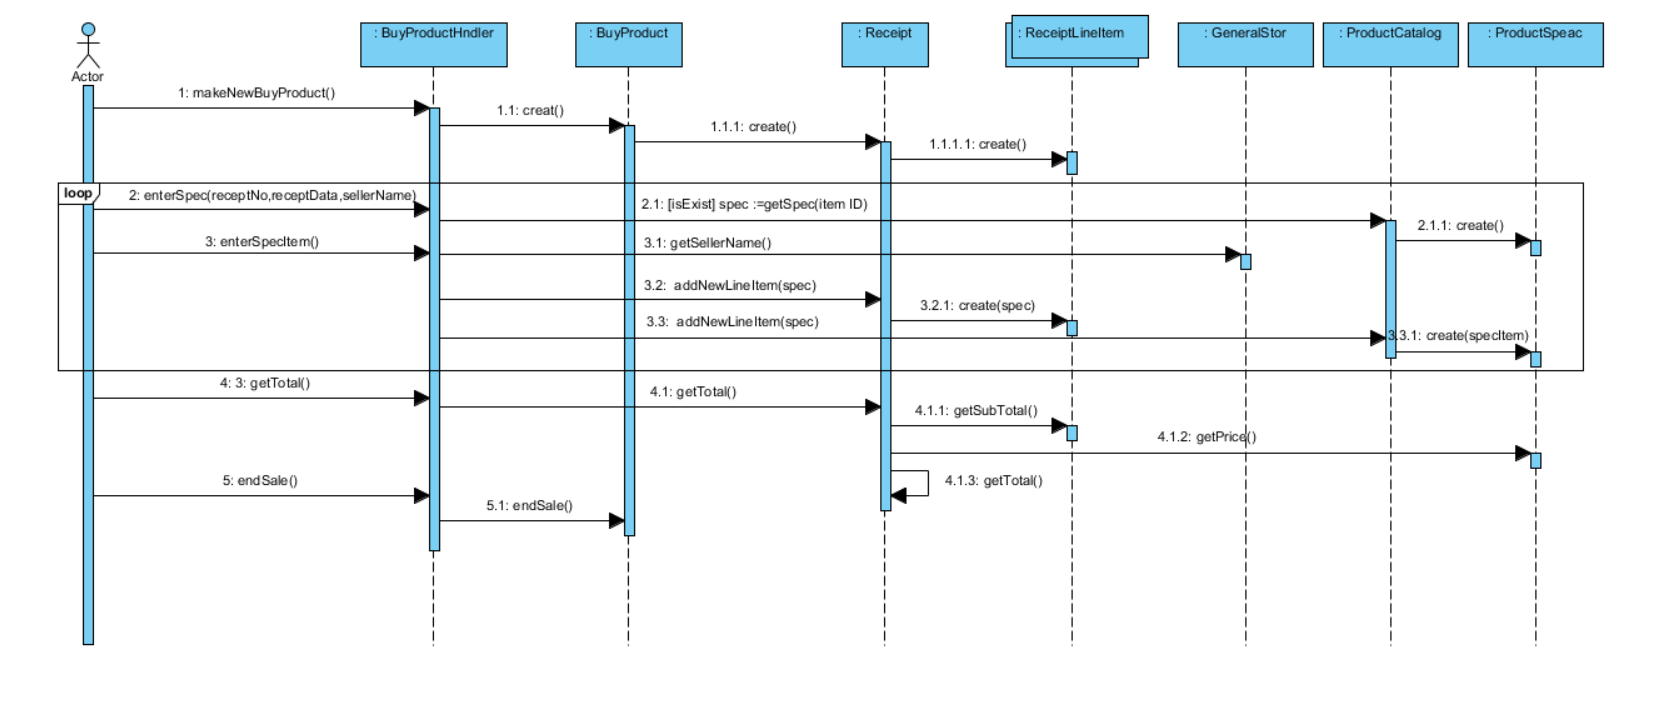 : BuyProductHndler
: BuyProduct
: Receipt
: ReceiptLineItem
: GeneralStor
: ProductCatalog
: ProductSpeac
Actor
1: makeNewBuyProduct()
1.1: creat()
1.1.1: create()
1.1.1.1: create()
loop
2: enterSpec(receptNo,receptData,sellerName)
2.1: [isExist] spec :=getSpec(item ID)
2.1.1: create()
3: enterSpecItem()
3.1: getSellerName()
3.2: addNewLineItem(spec)
3.2.1: create(spec)
3.3: addNewLineItem(spec)
3.3.1: create(specItem)
4: 3: getTotal()
4.1: getTotal()
4.1.1: getSubTotal()
4.1.2: getPrice()
4.1.3: getTotal()
5: endSale()
5.1: endSale()